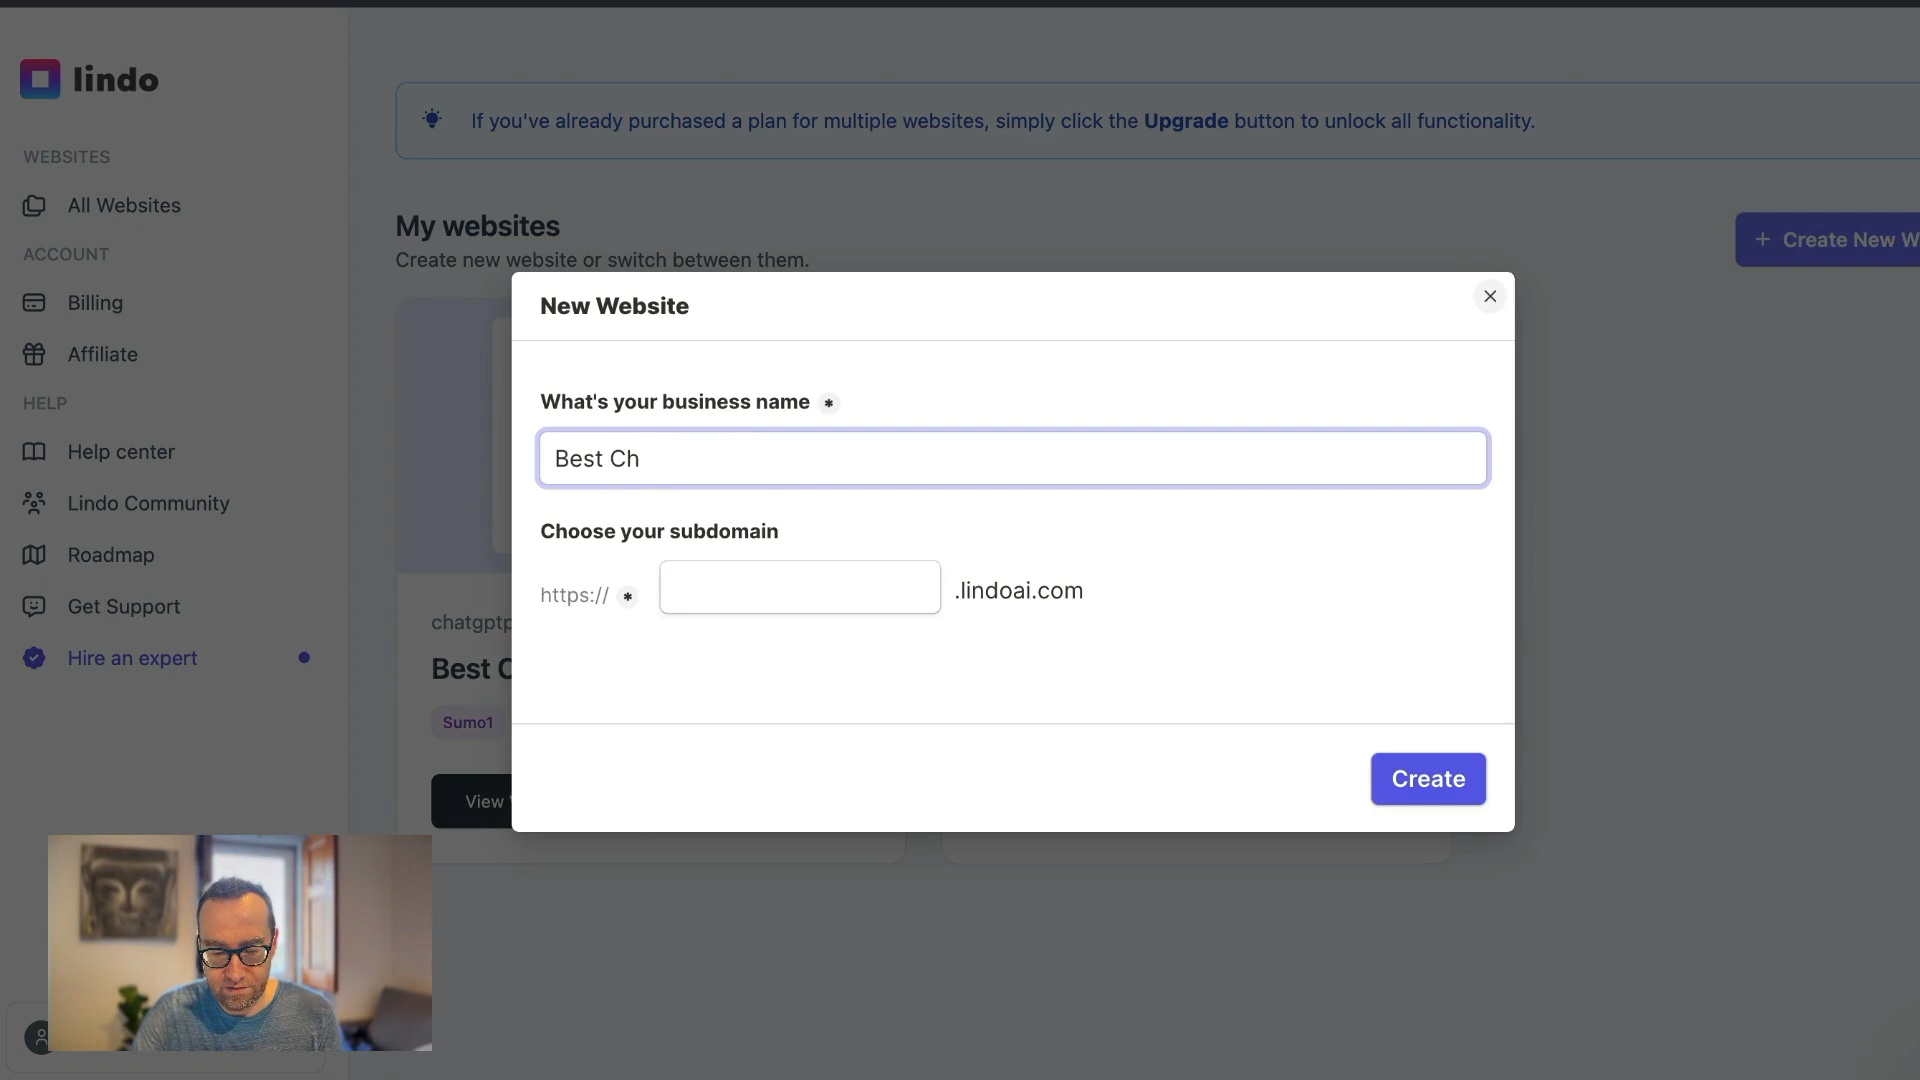 lindo
WEBSITES
All Websites
ACCOUNT
Billing
Affiliate
HELP
Help center
Lindo Community
Roadmap
Get Support
Hire an expert
If you've already purchased a plan for multiple websites, simply click the Upgrade button to unlock all functionality.
My websites
Create new website or switch between them.
+ Create New W
New Website
What's your business name *
Best Ch
Choose your subdomain
https:// * .lindoai.com
Create
chatgptp
Best C
Sumo1
View